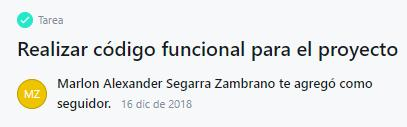 Tarea
Realizar código funcional para el proyecto
MZ
Marlon Alexander Segarra Zambrano te agregó como
seguidor. 16 dic de 2018